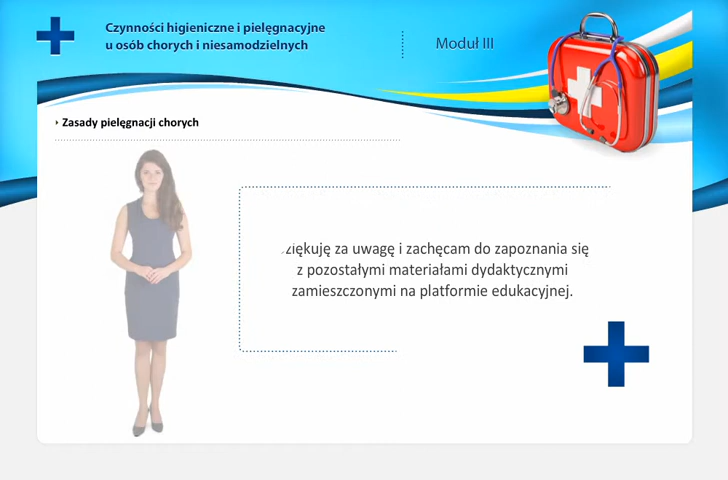 Czynności higieniczne i pielęgnacyjne
u osób chorych i niesamodzielnych
Moduł III
Zasady pielęgnacji chorych
ziękuję za uwagę i zachęcam do zapoznania się
z pozostałymi materiałami dydaktycznymi
zamieszczonymi na platformie edukacyjnej.